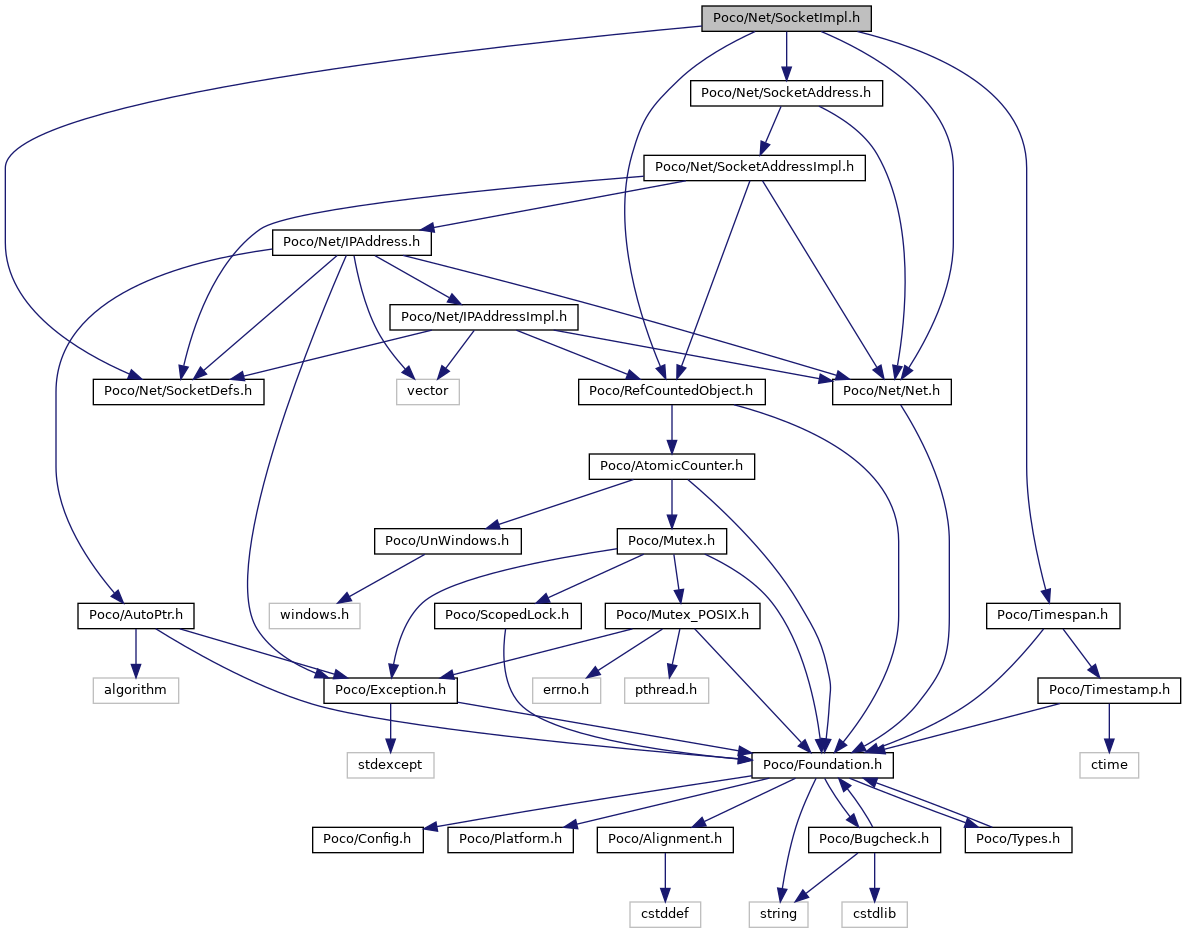 Poco/Net/SocketImpl.h
Poco/Net/SocketAddress.h
Poco/Net/SocketAddressImpl.h
Poco/Net/IPAddress.h
Poco/Net/IPAddressImpl.h
Poco/Net/SocketDefs.h
vector
Poco/RefCountedObject.h
Poco/Net/Net.h
Poco/AtomicCounter.h
Poco/UnWindows.h
Poco/Mutex.h
Poco/AutoPtr.h
windows.h
Poco/ScopedLock.h
Poco/Mutex_POSIX.h
Poco/Timespan.h
algorithm
Poco/Exception.h
errno.h
pthread.h
Poco/Timestamp.h
stdexcept
Poco/Foundation.h
ctime
Poco/Config.h
Poco/Platform.h
Poco/Alignment.h
Poco/Bugcheck.h
Poco/Types.h
cstddef
string
cstdlib